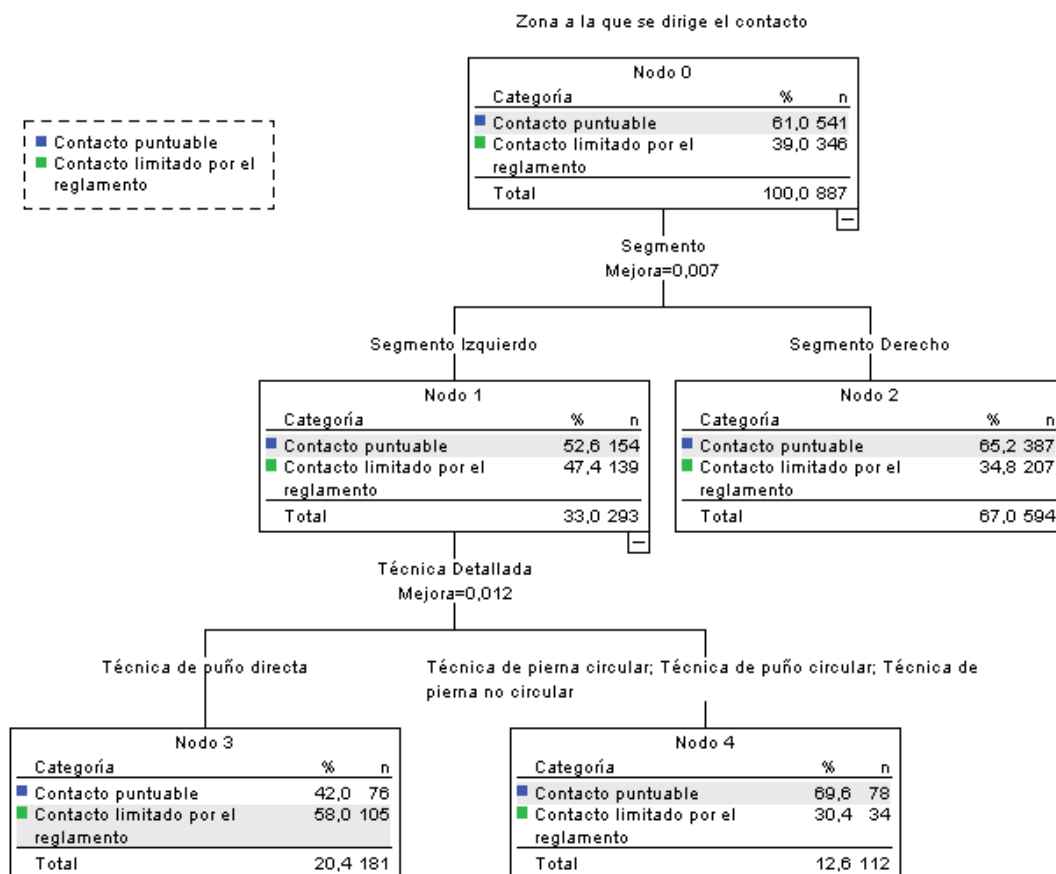 Zona a la que se dirige el contacto
Contacto puntuable
Contacto limitado por el
reglamento
Nodo 0
Categoría % n
Contacto puntuable 61,0 541
Contacto limitado por el 39,0 346
reglamento
Total 100,0 887
Segmento
Mejora=0,007
Segmento Izquierdo
Segmento Derecho
Nodo 1
Categoría % n
Contacto puntuable 52,6 154
Contacto limitado por el 47,4 139
reglamento
Total 33,0 293
Nodo 2
Categoría % n
Contacto puntuable 65,2 387
Contacto limitado por el 34,8 207
reglamento
Total 67,0 594
Técnica Detallada
Mejora=0,012
Técnica de puño directa
Técnica de pierna circular; Técnica de puño circular; Técnica de
pierna no circular
Nodo 3
Categoría % n
Contacto puntuable 42,0 76
Contacto limitado por el 58,0 105
reglamento
Total 20,4 181
Nodo 4
Categoría % n
Contacto puntuable 69,6 78
Contacto limitado por el 30,4 34
reglamento
Total 12,6 112